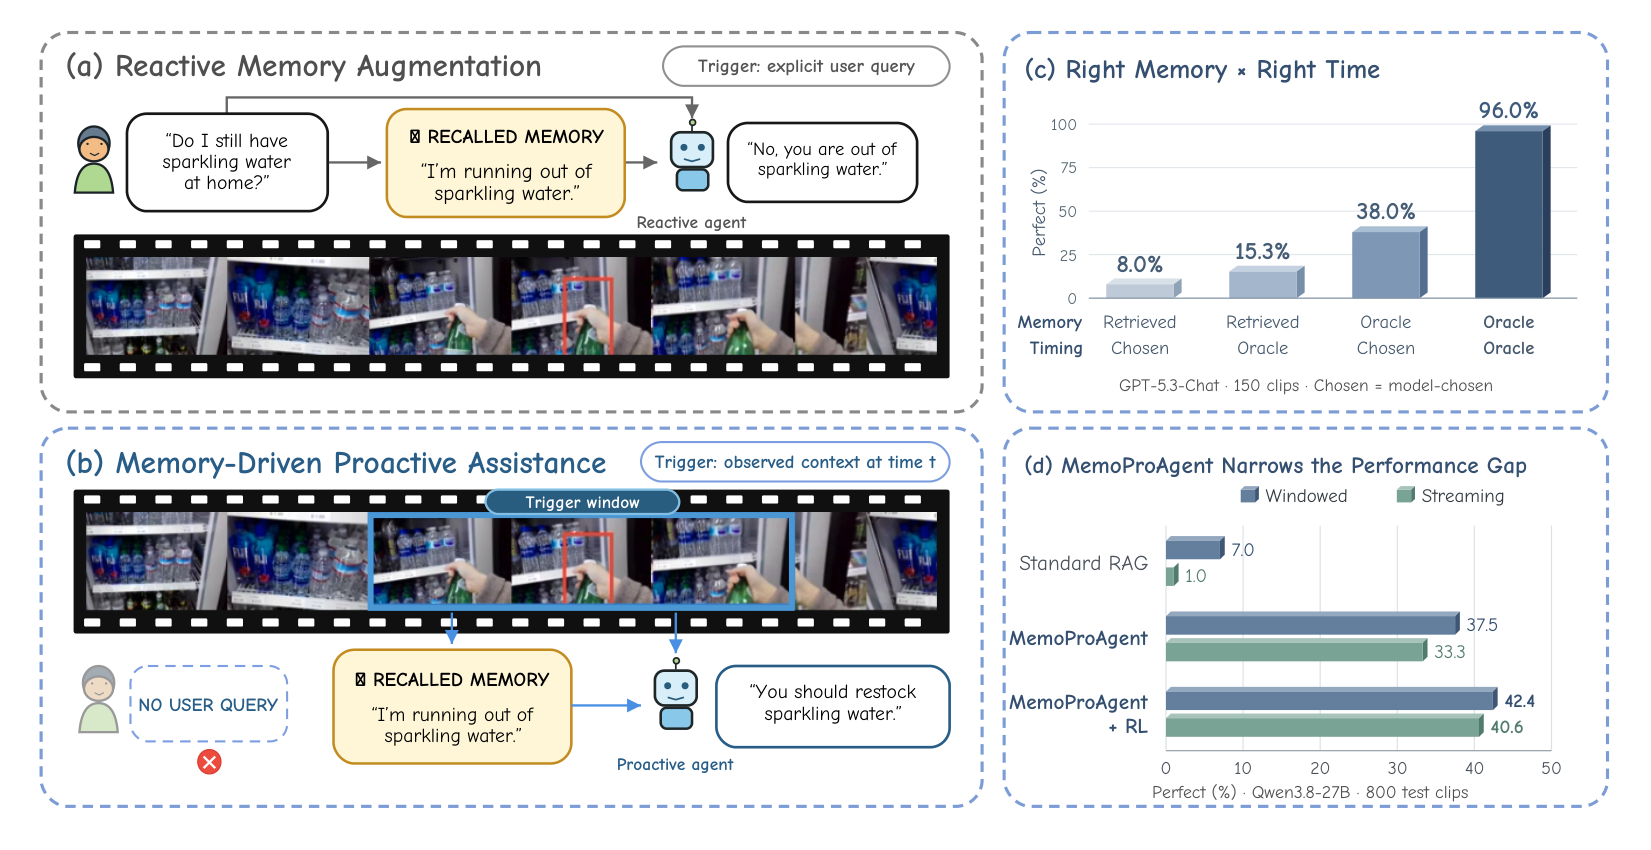 (a) Reactive Memory Augmentation
Trigger: explicit user query
“Do I still have
sparkling water
at home?”
RECALLED MEMORY
“I’m running out of
sparkling water.”
“No, you are out of
sparkling water.”
Reactive agent
(b) Memory-Driven Proactive Assistance
Trigger: observed context at time t
Trigger window
NO USER QUERY
RECALLED MEMORY
“I’m running out of
sparkling water.”
“You should restock
sparkling water.”
Proactive agent
(c) Right Memory × Right Time
Perfect (%)
100
75
50
25
0
8.0%
15.3%
38.0%
96.0%
Memory Retrieved Retrieved Oracle Oracle
Timing Chosen Oracle Chosen Oracle
GPT-5.3-Chat · 150 clips · Chosen = model-chosen
(d) MemoProAgent Narrows the Performance Gap
Windowed Streaming
Standard RAG
7.0
1.0
MemoProAgent
37.5
33.3
MemoProAgent
+ RL
42.4
40.6
0 10 20 30 40 50
Perfect (%) · Qwen3.8-27B · 800 test clips